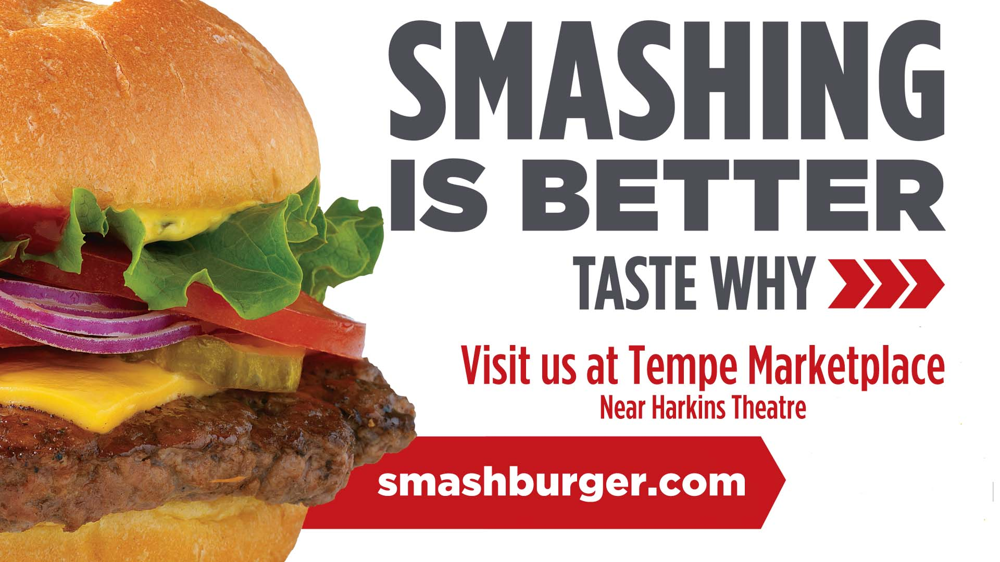 SMASHING
IS BETTER
TASTE WHY
Visit us at Tempe Marketplace
Near Harkins Theatre
smashburger.com